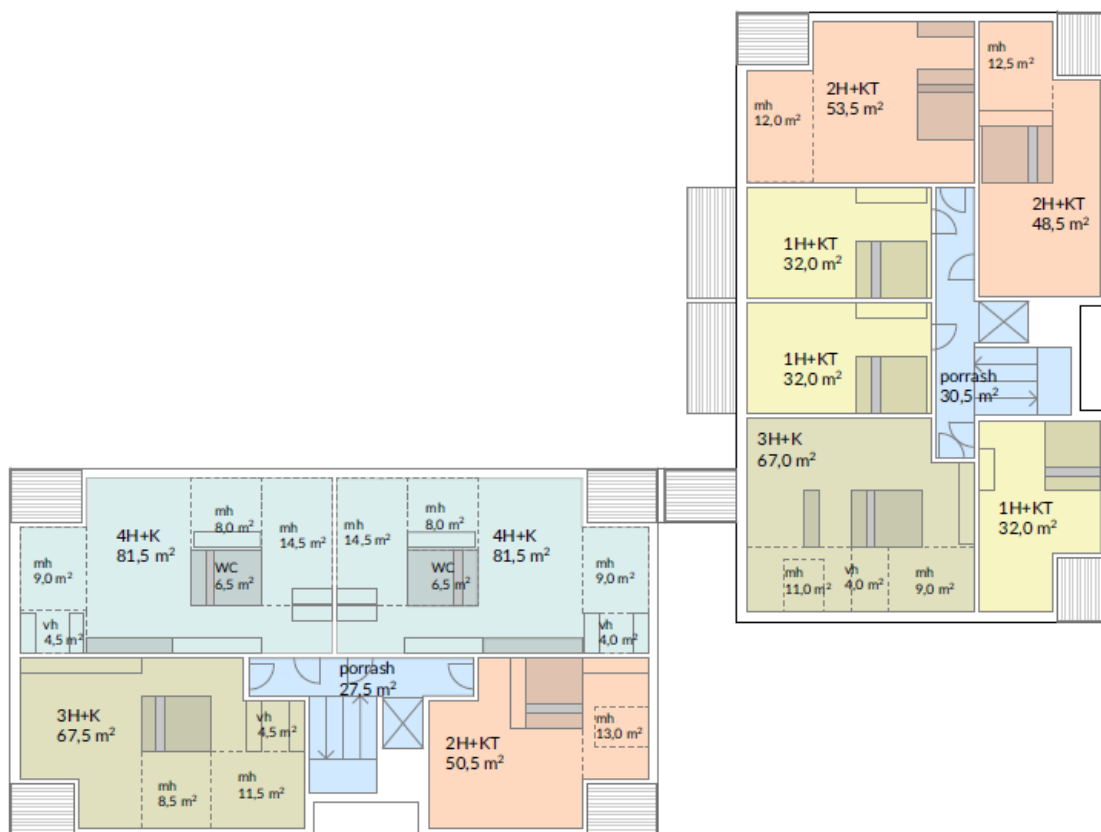 mh
12,5 m²
2H+KT
53,5 m²
mh
12,0 m²
2H+KT
48,5 m²
1H+KT
32,0 m²
1H+KT
32,0 m²
porrash
30,5 m²
3H+K
67,0 m²
1H+KT
32,0 m²
mh
11,0 m²
vh
4,0 m²
mh
9,0 m²
4H+K
81,5 m²
mh
8,0 m²
mh
14,5 m²
mh
14,5 m²
mh
8,0 m²
4H+K
81,5 m²
mh
9,0 m²
WC
6,5 m²
WC
6,5 m²
mh
9,0 m²
vh
4,5 m²
vh
4,0 m²
porrash
27,5 m²
3H+K
67,5 m²
vh
4,5 m²
2H+KT
50,5 m²
mh
13,0 m²
mh
8,5 m²
mh
11,5 m²